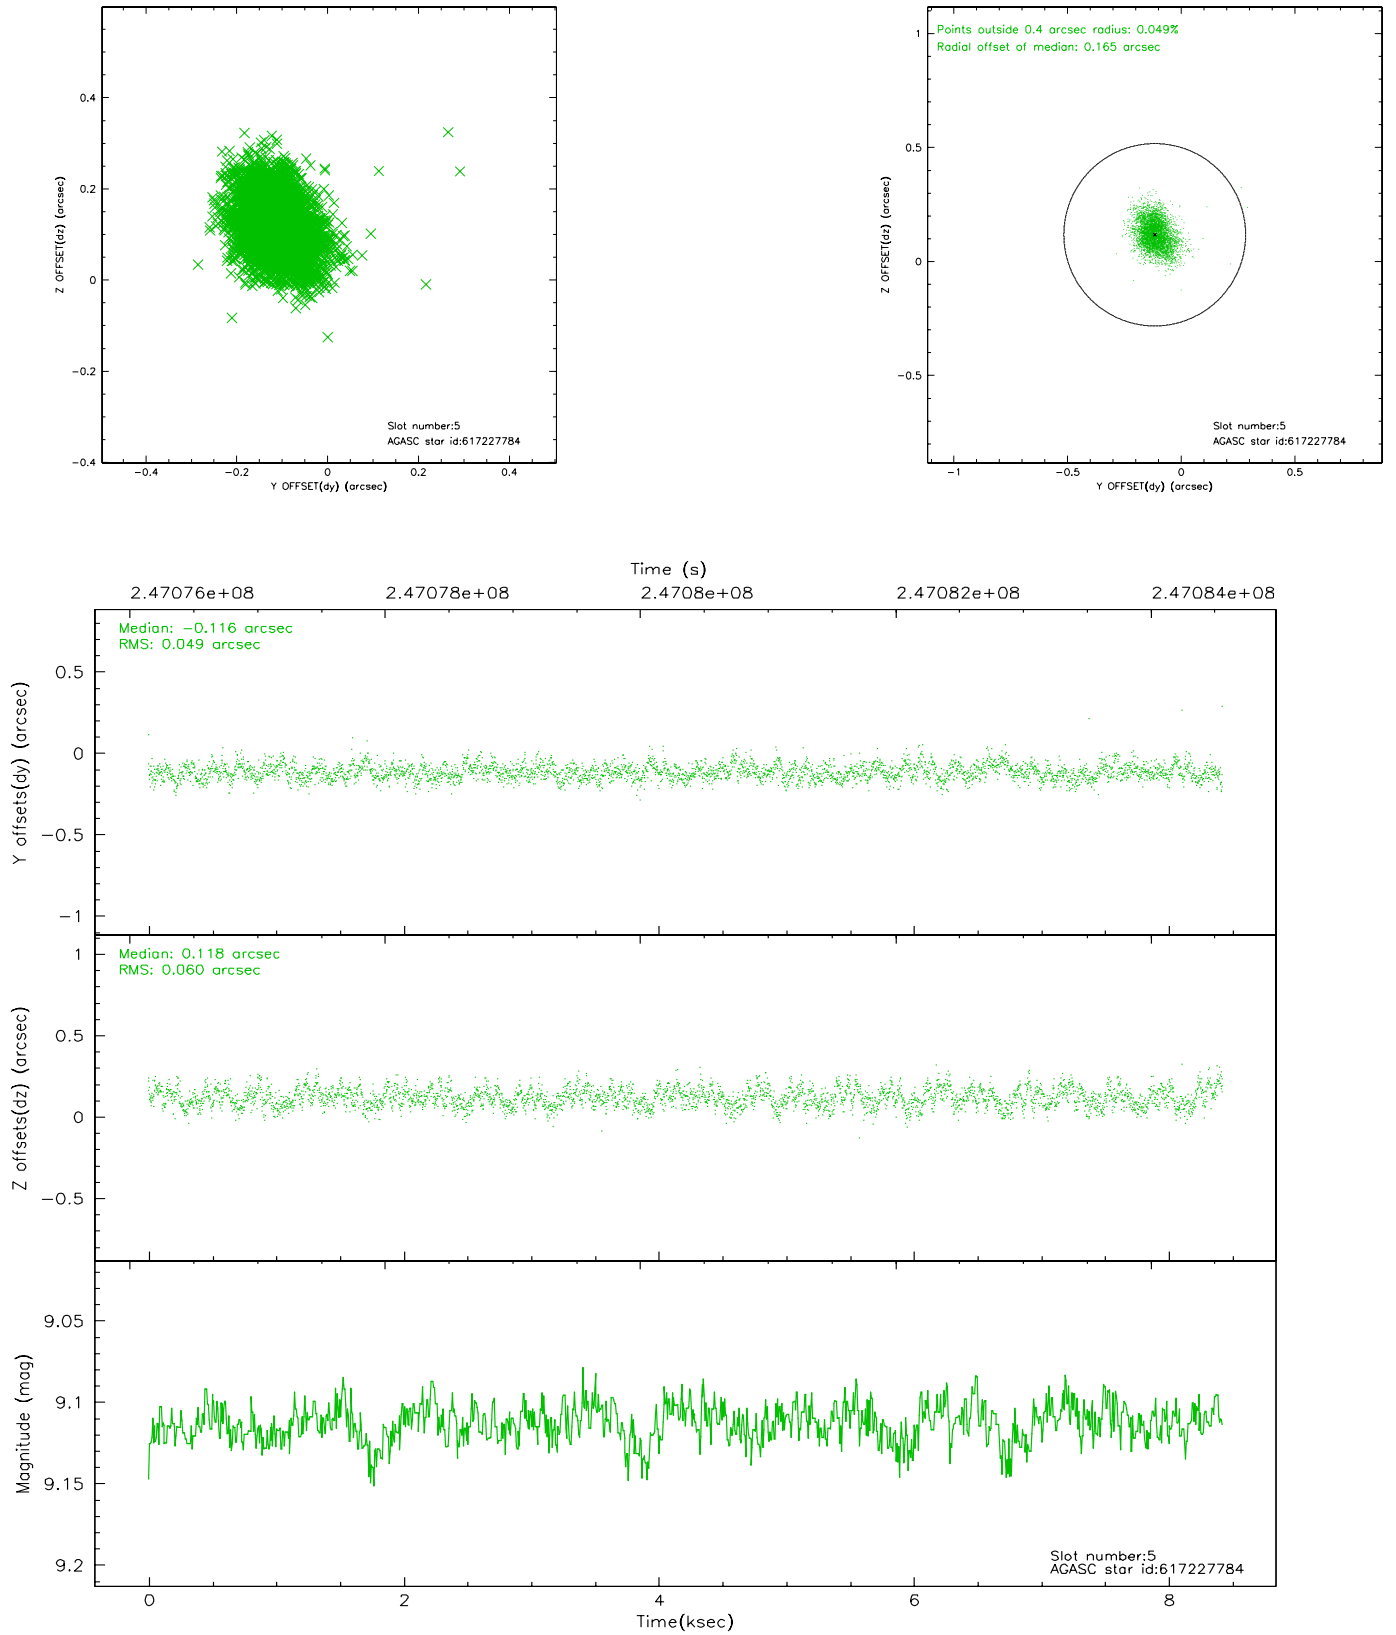 0.4
0.2
0
-0.2
-0.4
Z OFFSET(dz) (arcsec)
-0.4
-0.2
0
0.2
0.4
Y OFFSET(dy) (arcsec)
Slot number:5
AGASC star id:617227784
Points outside 0.4 arcsec radius: 0.049%
Radial offset of median: 0.165 arcsec
1
0.5
0
-0.5
Z OFFSET(dz) (arcsec)
-1
-0.5
0
0.5
Y OFFSET(dy) (arcsec)
Slot number:5
AGASC star id:617227784
Time (s)
2.47076e+08
2.47078e+08
2.4708e+08
2.47082e+08
2.47084e+08
Median: -0.116 arcsec
RMS: 0.049 arcsec
0.5
0
-0.5
-1
Y offsets(dy) (arcsec)
Median: 0.118 arcsec
RMS: 0.060 arcsec
1
0.5
0
-0.5
Z offsets(dz) (arcsec)
9.05
9.1
9.15
9.2
Magnitude (mag)
Slot number:5
AGASC star id:617227784
0
2
4
6
8
Time(ksec)